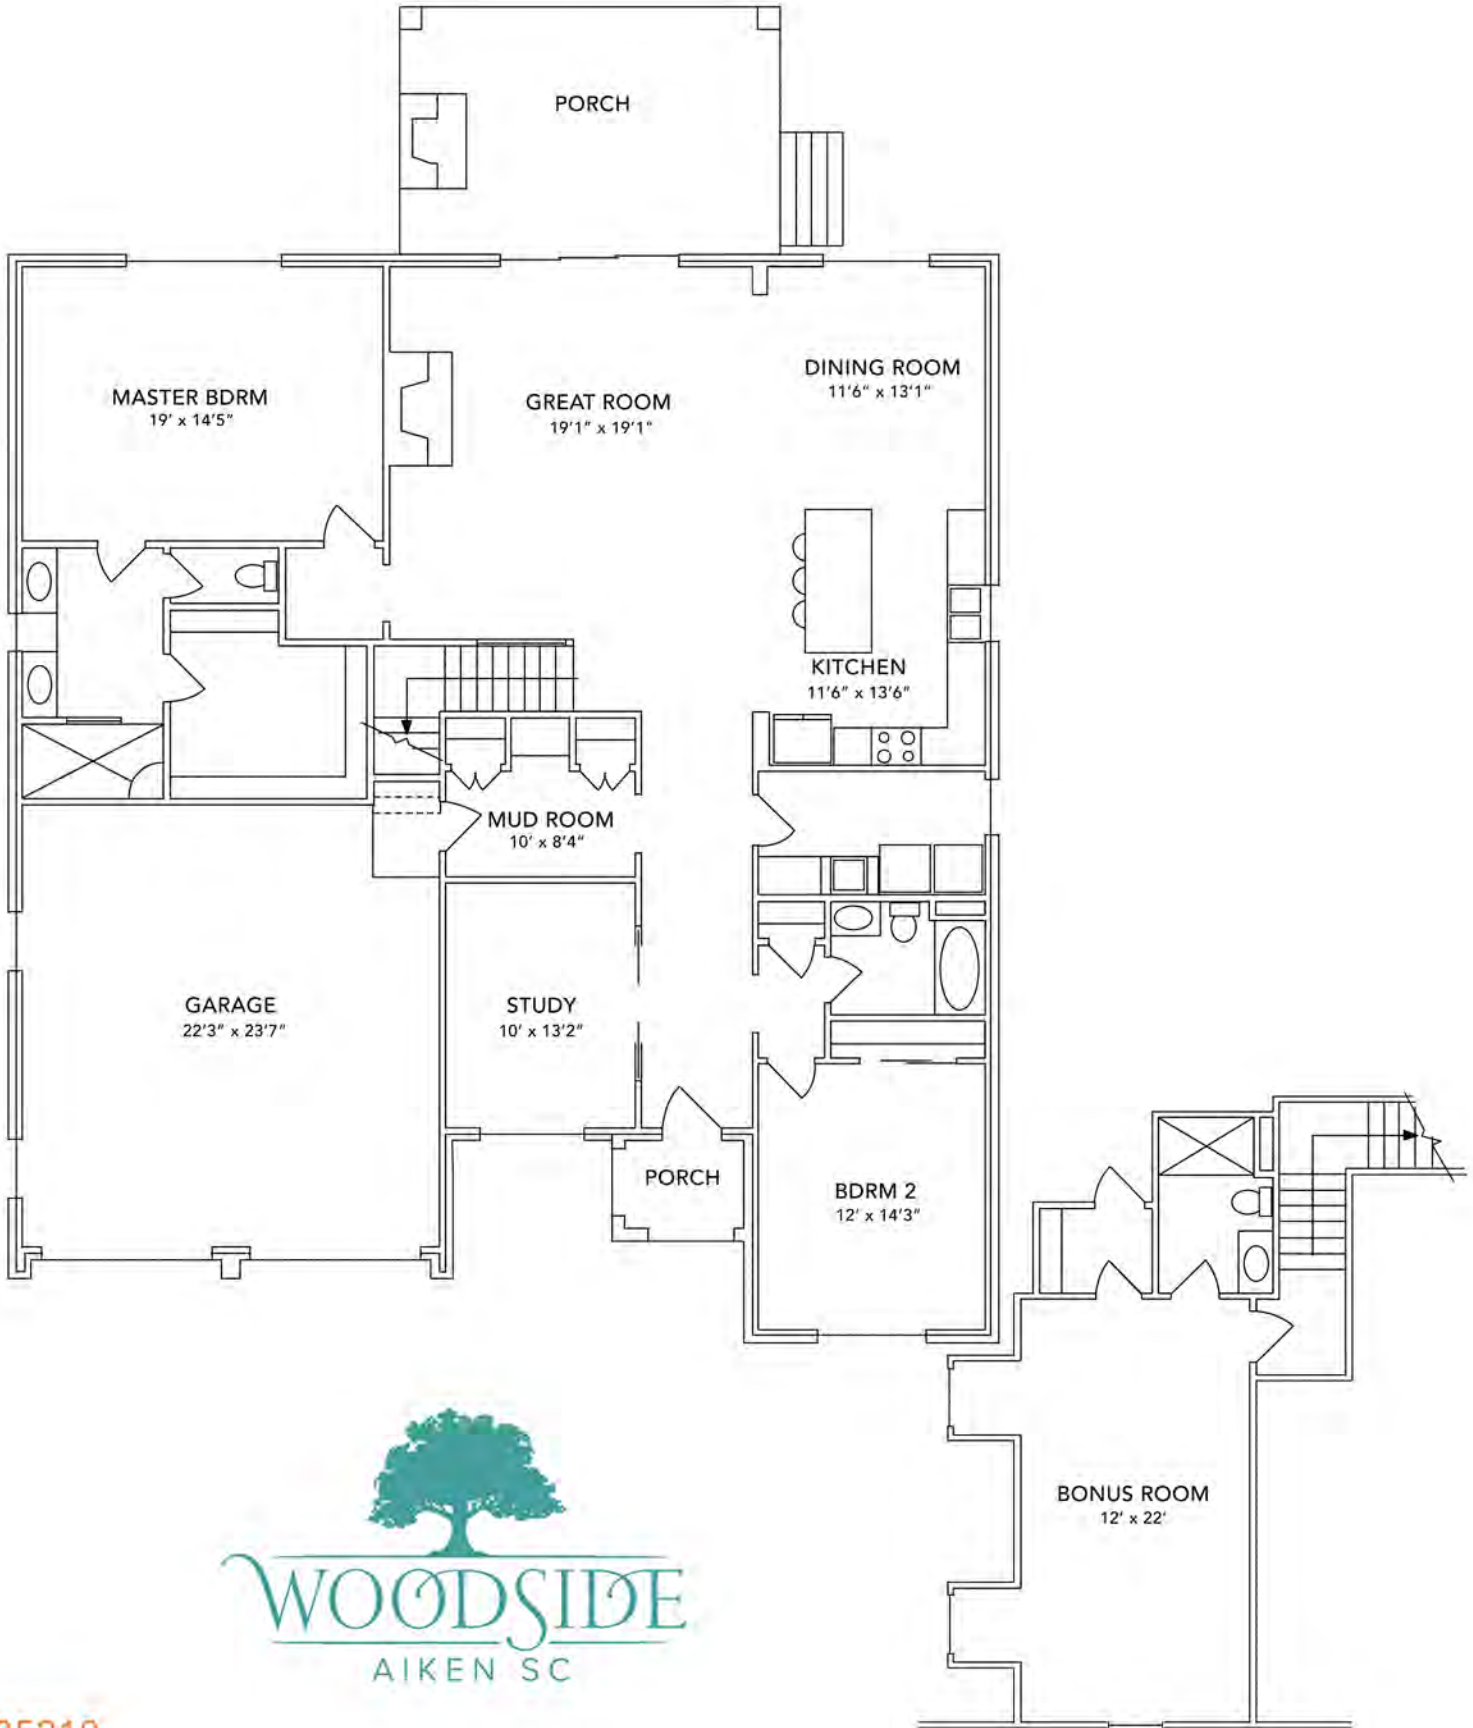 PORCH
MASTER BDRM
19' x 14'5"
GREAT ROOM
19'1" x 19'1"
DINING ROOM
11'6" x 13'1"
KITCHEN
11'6" x 13'6"
MUD ROOM
10' x 8'4"
GARAGE
22'3" x 23'7"
STUDY
10' x 13'2"
PORCH
BDRM 2
12' x 14'3"
BONUS ROOM
12' x 22'
WOODSIDE
AIKEN SC